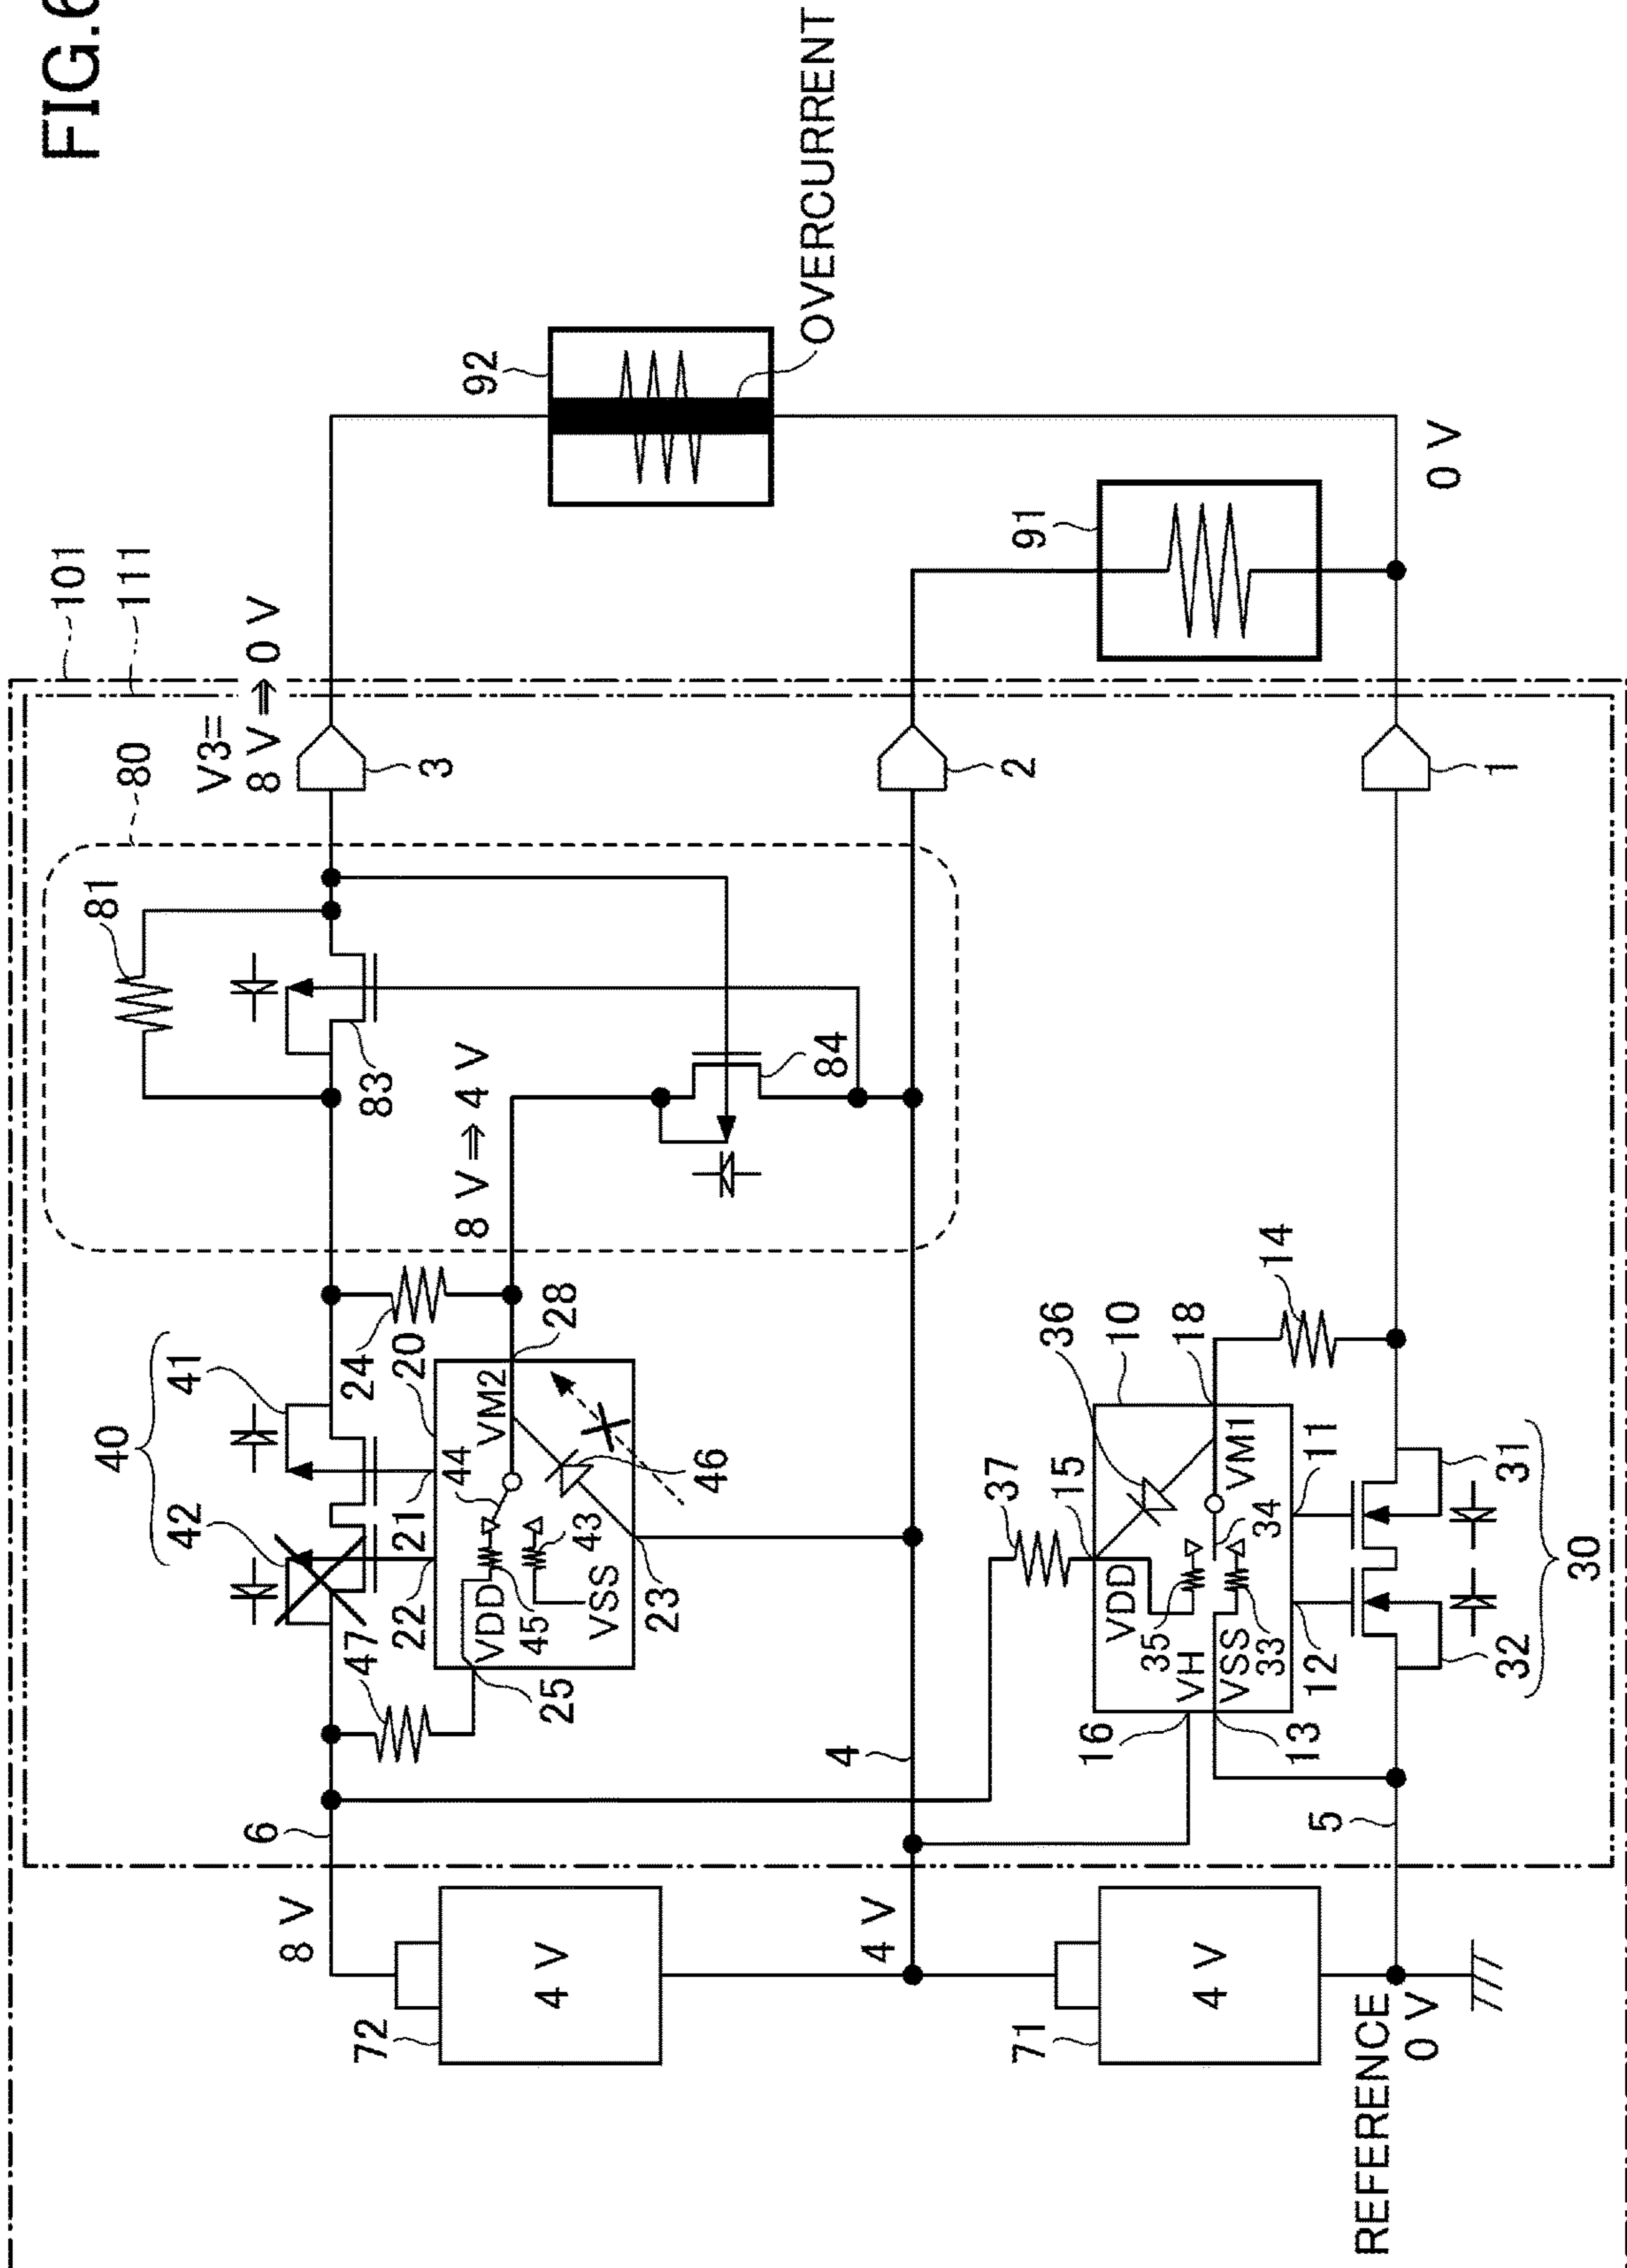 FIG.6
101
111
80
V3=
8 V ⇒ 0 V
81
83
3
92
OVERCURRENT
8 V ⇒ 4 V
84
2
91
0 V
1
40
42
41
24
20
28
47
22
21
44
VM2
VDD
45
43
VSS
46
25
23
6
8 V
72
4 V
4 V
4
37
15
36
10
18
14
VDD
35
VH
VSS
33
34
VM1
16
13
12
11
32
31
30
5
71
4 V
REFERENCE
0 V